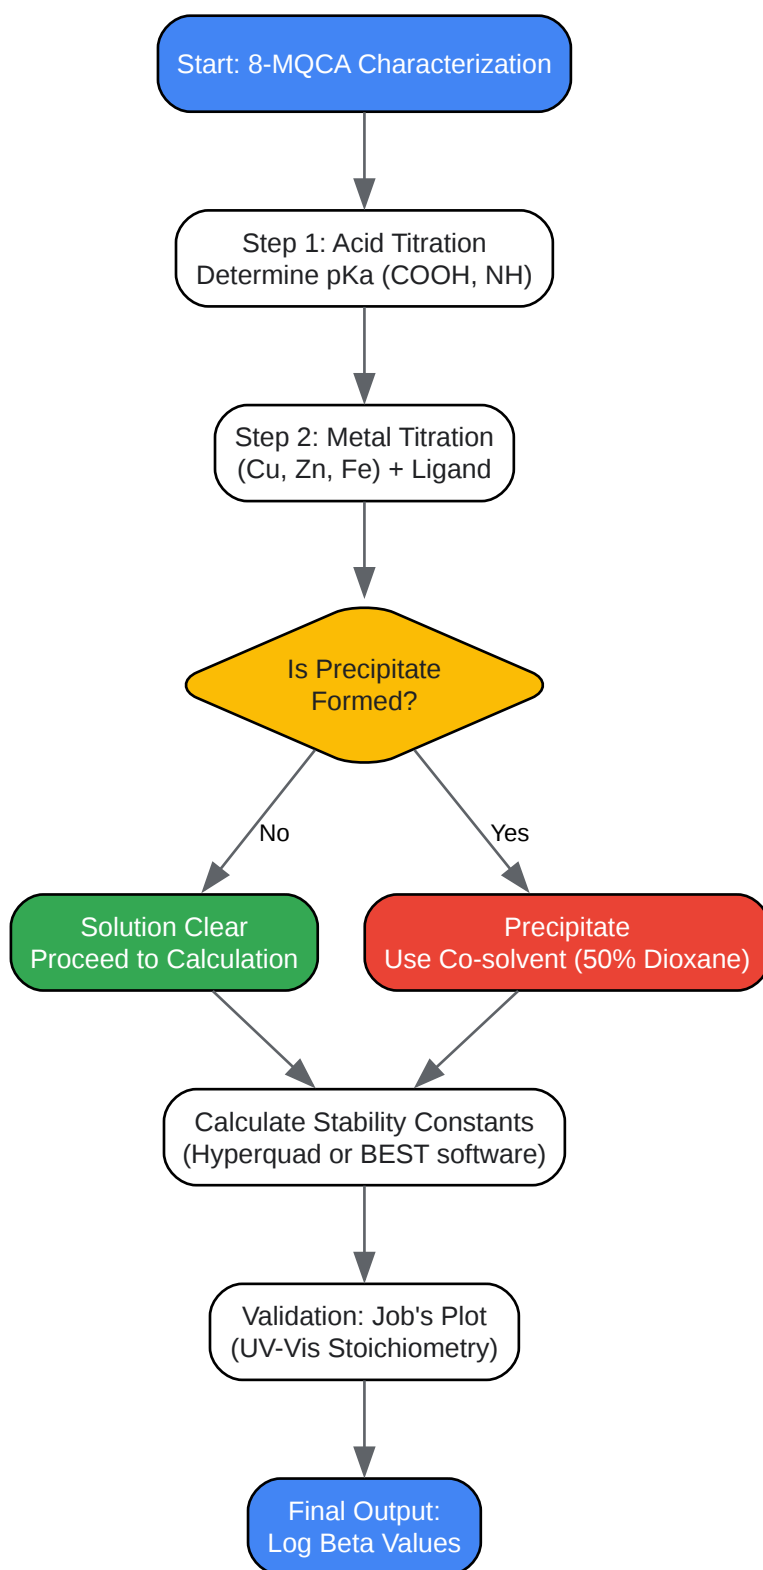 Start: 8-MQCA Characterization
Step 1: Acid Titration
Determine pKa (COOH, NH)
Step 2: Metal Titration
(Cu, Zn, Fe) + Ligand
Is Precipitate
Formed?
No
Yes
Solution Clear
Proceed to Calculation
Precipitate
Use Co-solvent (50% Dioxane)
Calculate Stability Constants
(Hyperquad or BEST software)
Validation: Job's Plot
(UV-Vis Stoichiometry)
Final Output:
Log Beta Values